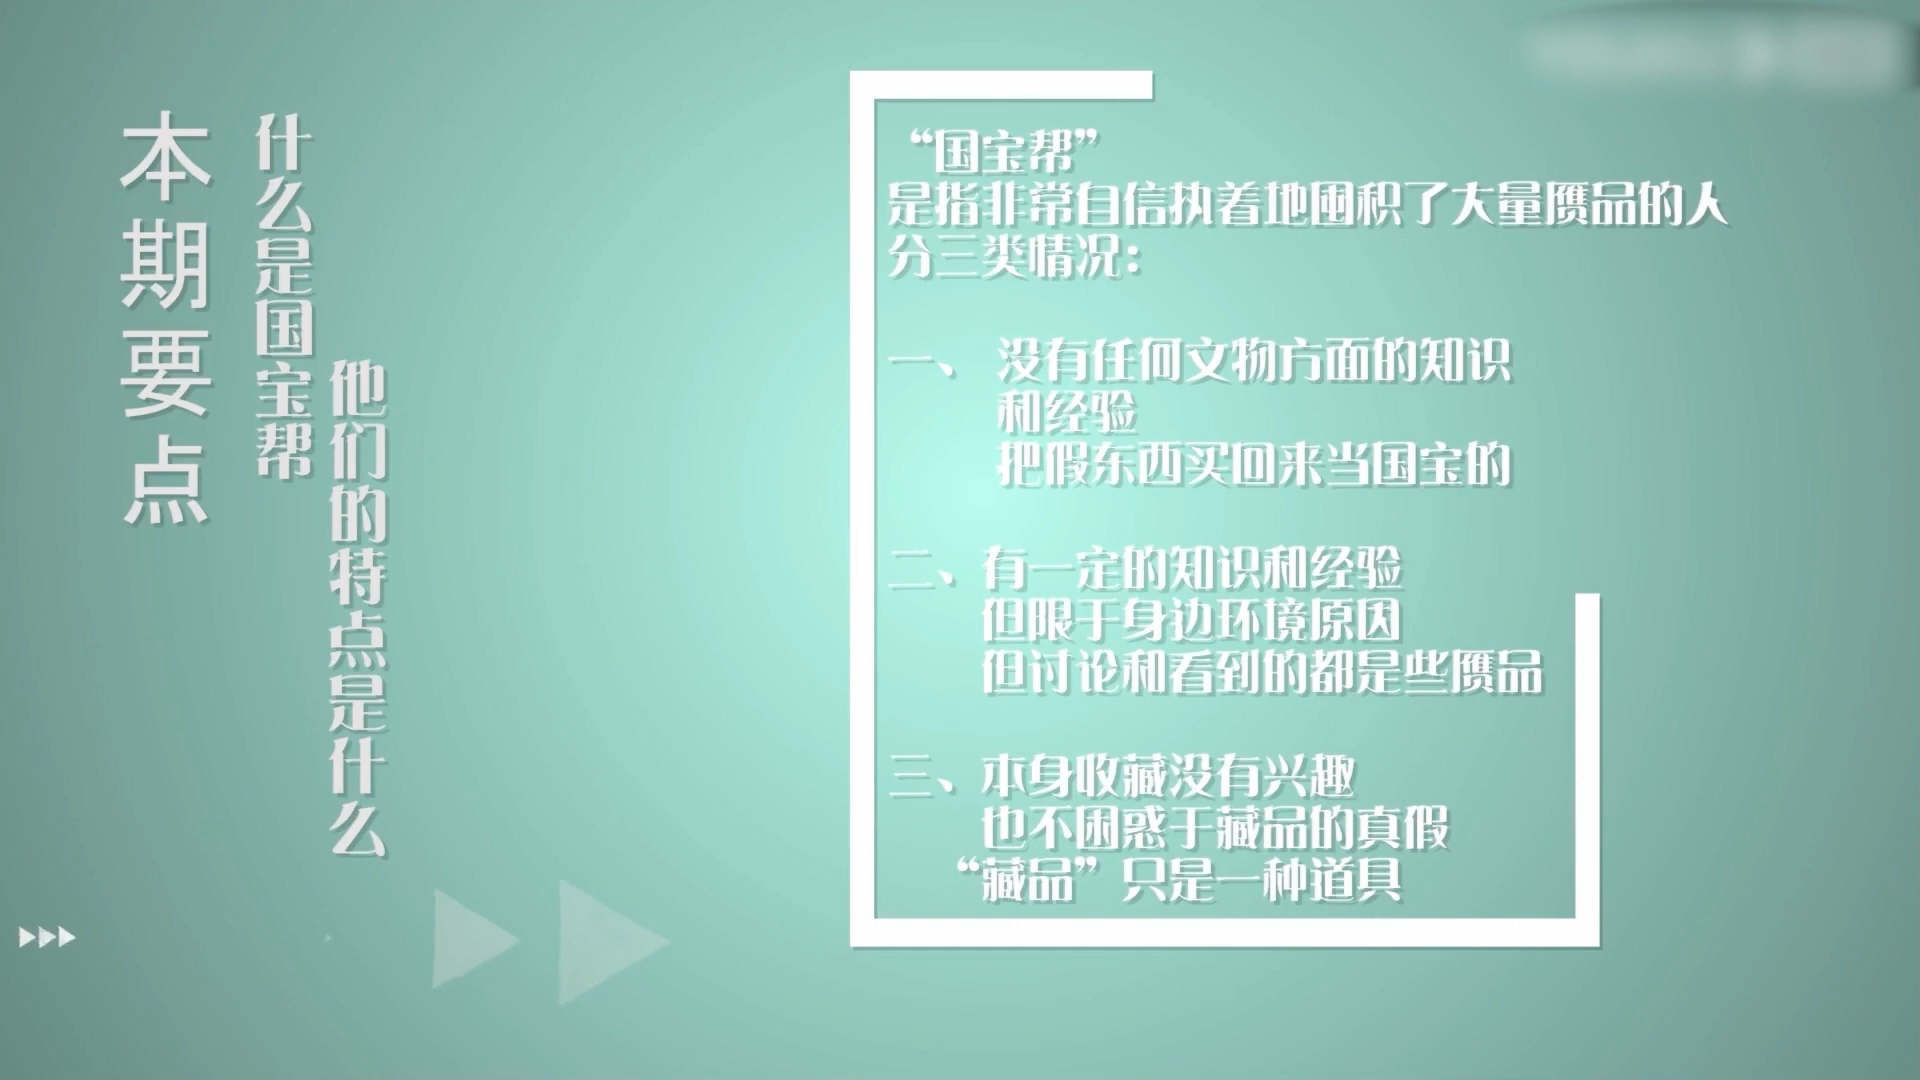 本期要点
什么是国宝帮
他们的特点是什么
“国宝帮”
是指非常自信执着地囤积了大量赝品的人
分三类情况：
一、 没有任何文物方面的知识
和经验
把假东西买回来当国宝的
二、有一定的知识和经验
但限于身边环境原因
但讨论和看到的都是些赝品
三、本身收藏没有兴趣
也不困惑于藏品的真假
“藏品”只是一种道具